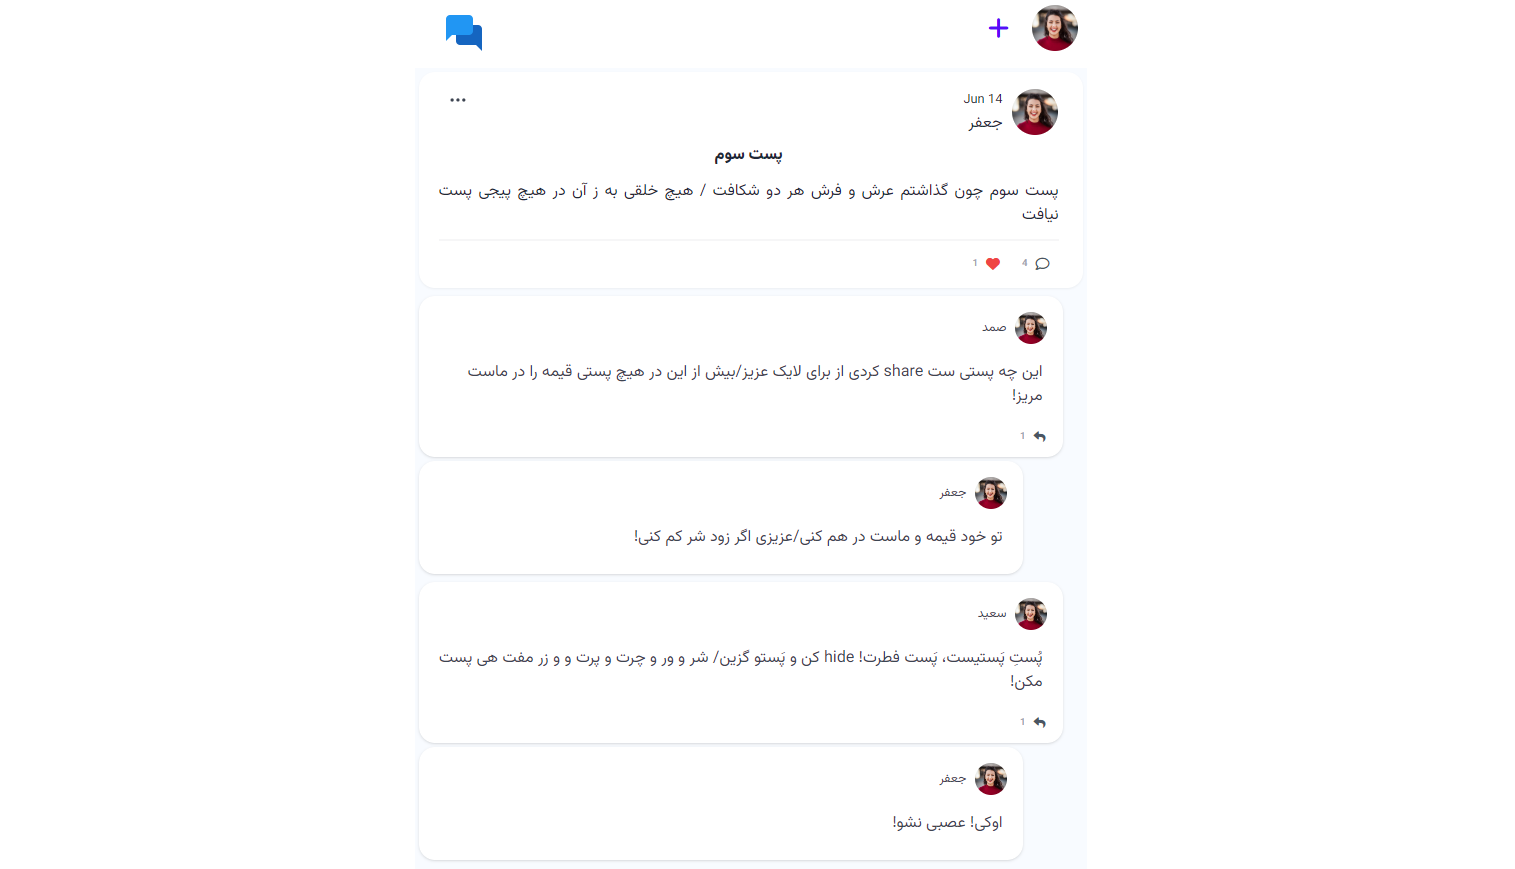 Jun 14
جعفر
پست سوم
پست سوم چون گذاشتم عرش و فرش هر دو شکافت / هیچ خلقی به ز آن در هیچ پیجی پست
نیافت
4
1
صمد
این چه پستی ست share کردی از برای لایک عزیز/بیش از این در هیچ پستی قیمه را در ماست
مریز!
1
جعفر
تو خود قیمه و ماست در هم کنی/عزیزی اگر زود شر کم کنی!
سعید
پُستِ پَستیست، پَست فطرت! hide کن و پَستو گزین/ شر و ور و چرت و پرت و و زر مفت هی پست
مکن!
1
جعفر
اوکی! عصبی نشو!